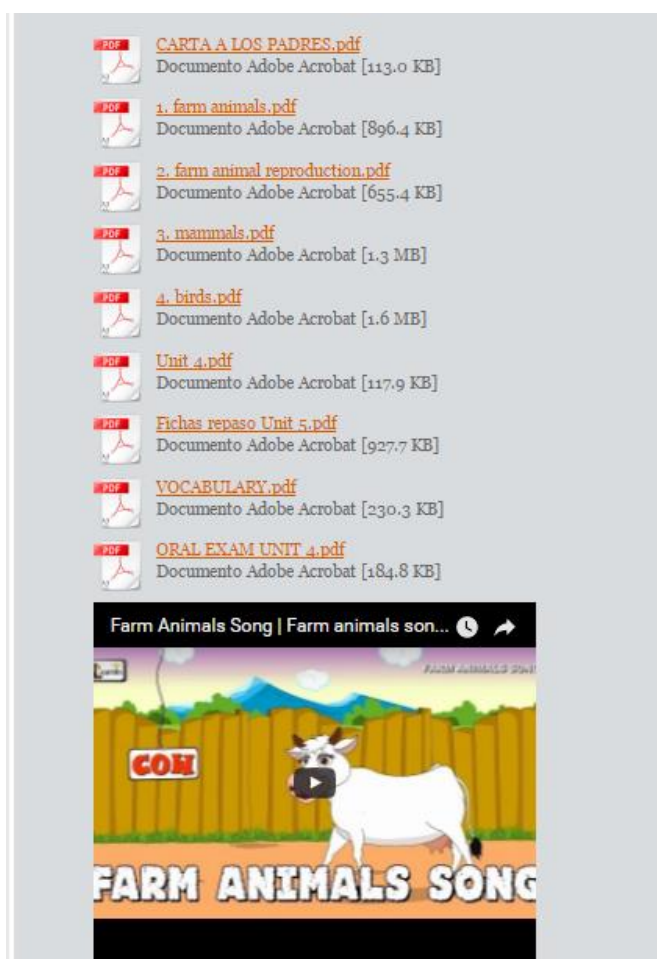 CARTA A LOS PADRES.pdf
Documento Adobe Acrobat [113.0 KB]
1. farm animals.pdf
Documento Adobe Acrobat [896.4 KB]
2. farm animal reproduction.pdf
Documento Adobe Acrobat [655.4 KB]
3. mammals.pdf
Documento Adobe Acrobat [1.3 MB]
4. birds.pdf
Documento Adobe Acrobat [1.6 MB]
Unit 4.pdf
Documento Adobe Acrobat [117.9 KB]
Fichas repaso Unit 5.pdf
Documento Adobe Acrobat [927.7 KB]
VOCABULARY.pdf
Documento Adobe Acrobat [230.3 KB]
ORAL EXAM UNIT 4.pdf
Documento Adobe Acrobat [184.8 KB]
Farm Animals Song | Farm animals son...
FARM ANIMALS SONG
COW
FARM ANIMALS SONG